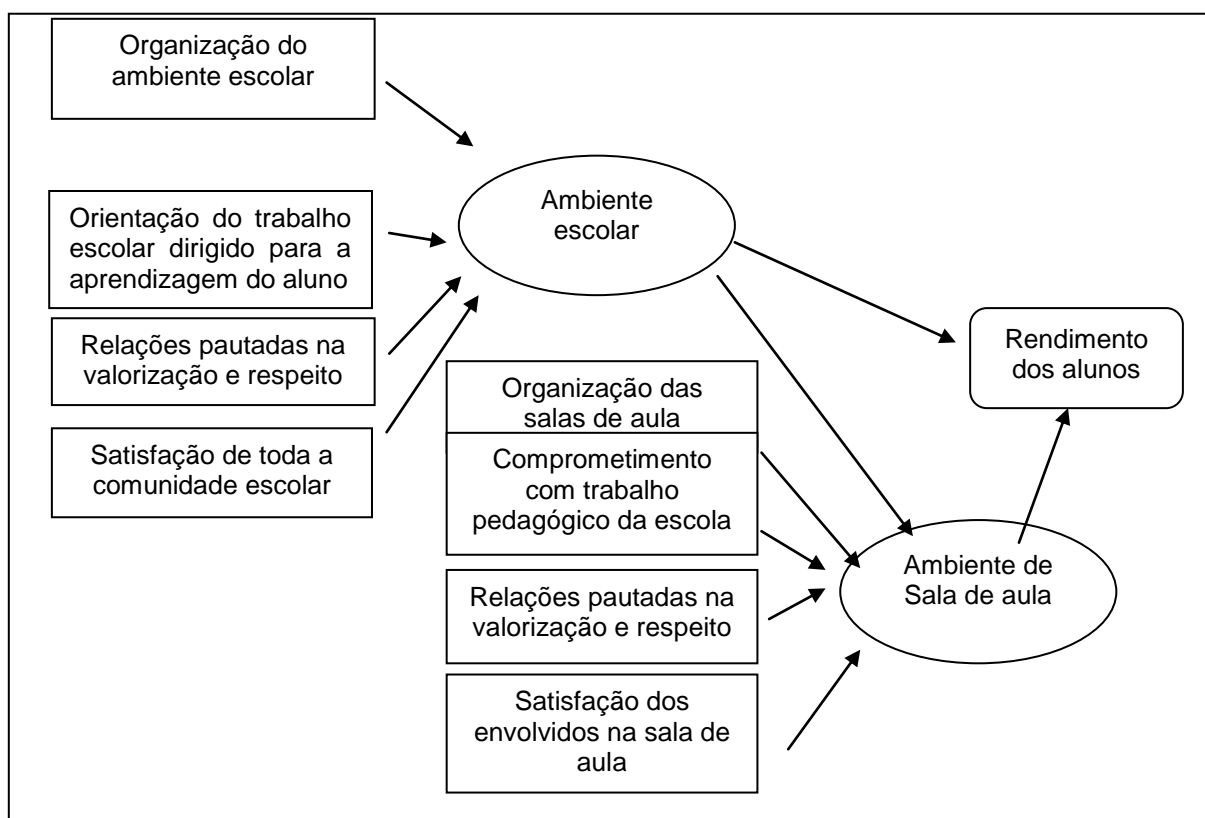 Organização do
ambiente escolar
Ambiente
escolar
Orientação do trabalho
escolar dirigido para a
aprendizagem do aluno
Relações pautadas na
valorização e respeito
Satisfação de toda a
comunidade escolar
Rendimento
dos alunos
Organização das
salas de aula
Comprometimento
com trabalho
pedagógico da escola
Relações pautadas na
valorização e respeito
Satisfação dos
envolvidos na sala de
aula
Ambiente de
Sala de aula